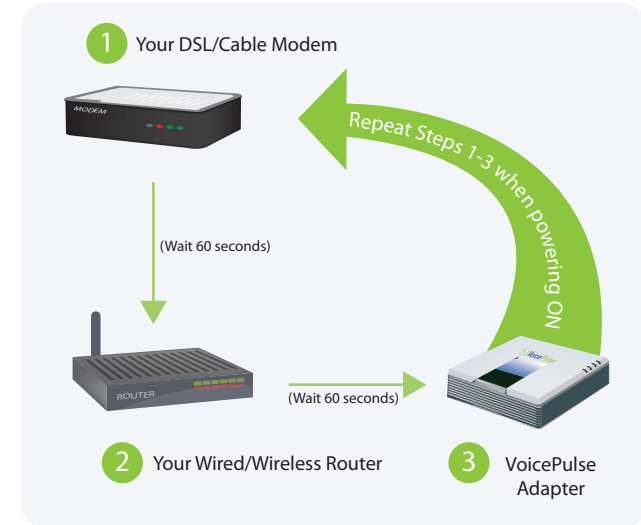 1 Your DSL/Cable Modem
MODEM
Repeat Steps 1-3 when powering ON
(Wait 60 seconds)
VoicePulse
ROUTER
(Wait 60 seconds)
2 Your Wired/Wireless Router
3 VoicePulse
Adapter